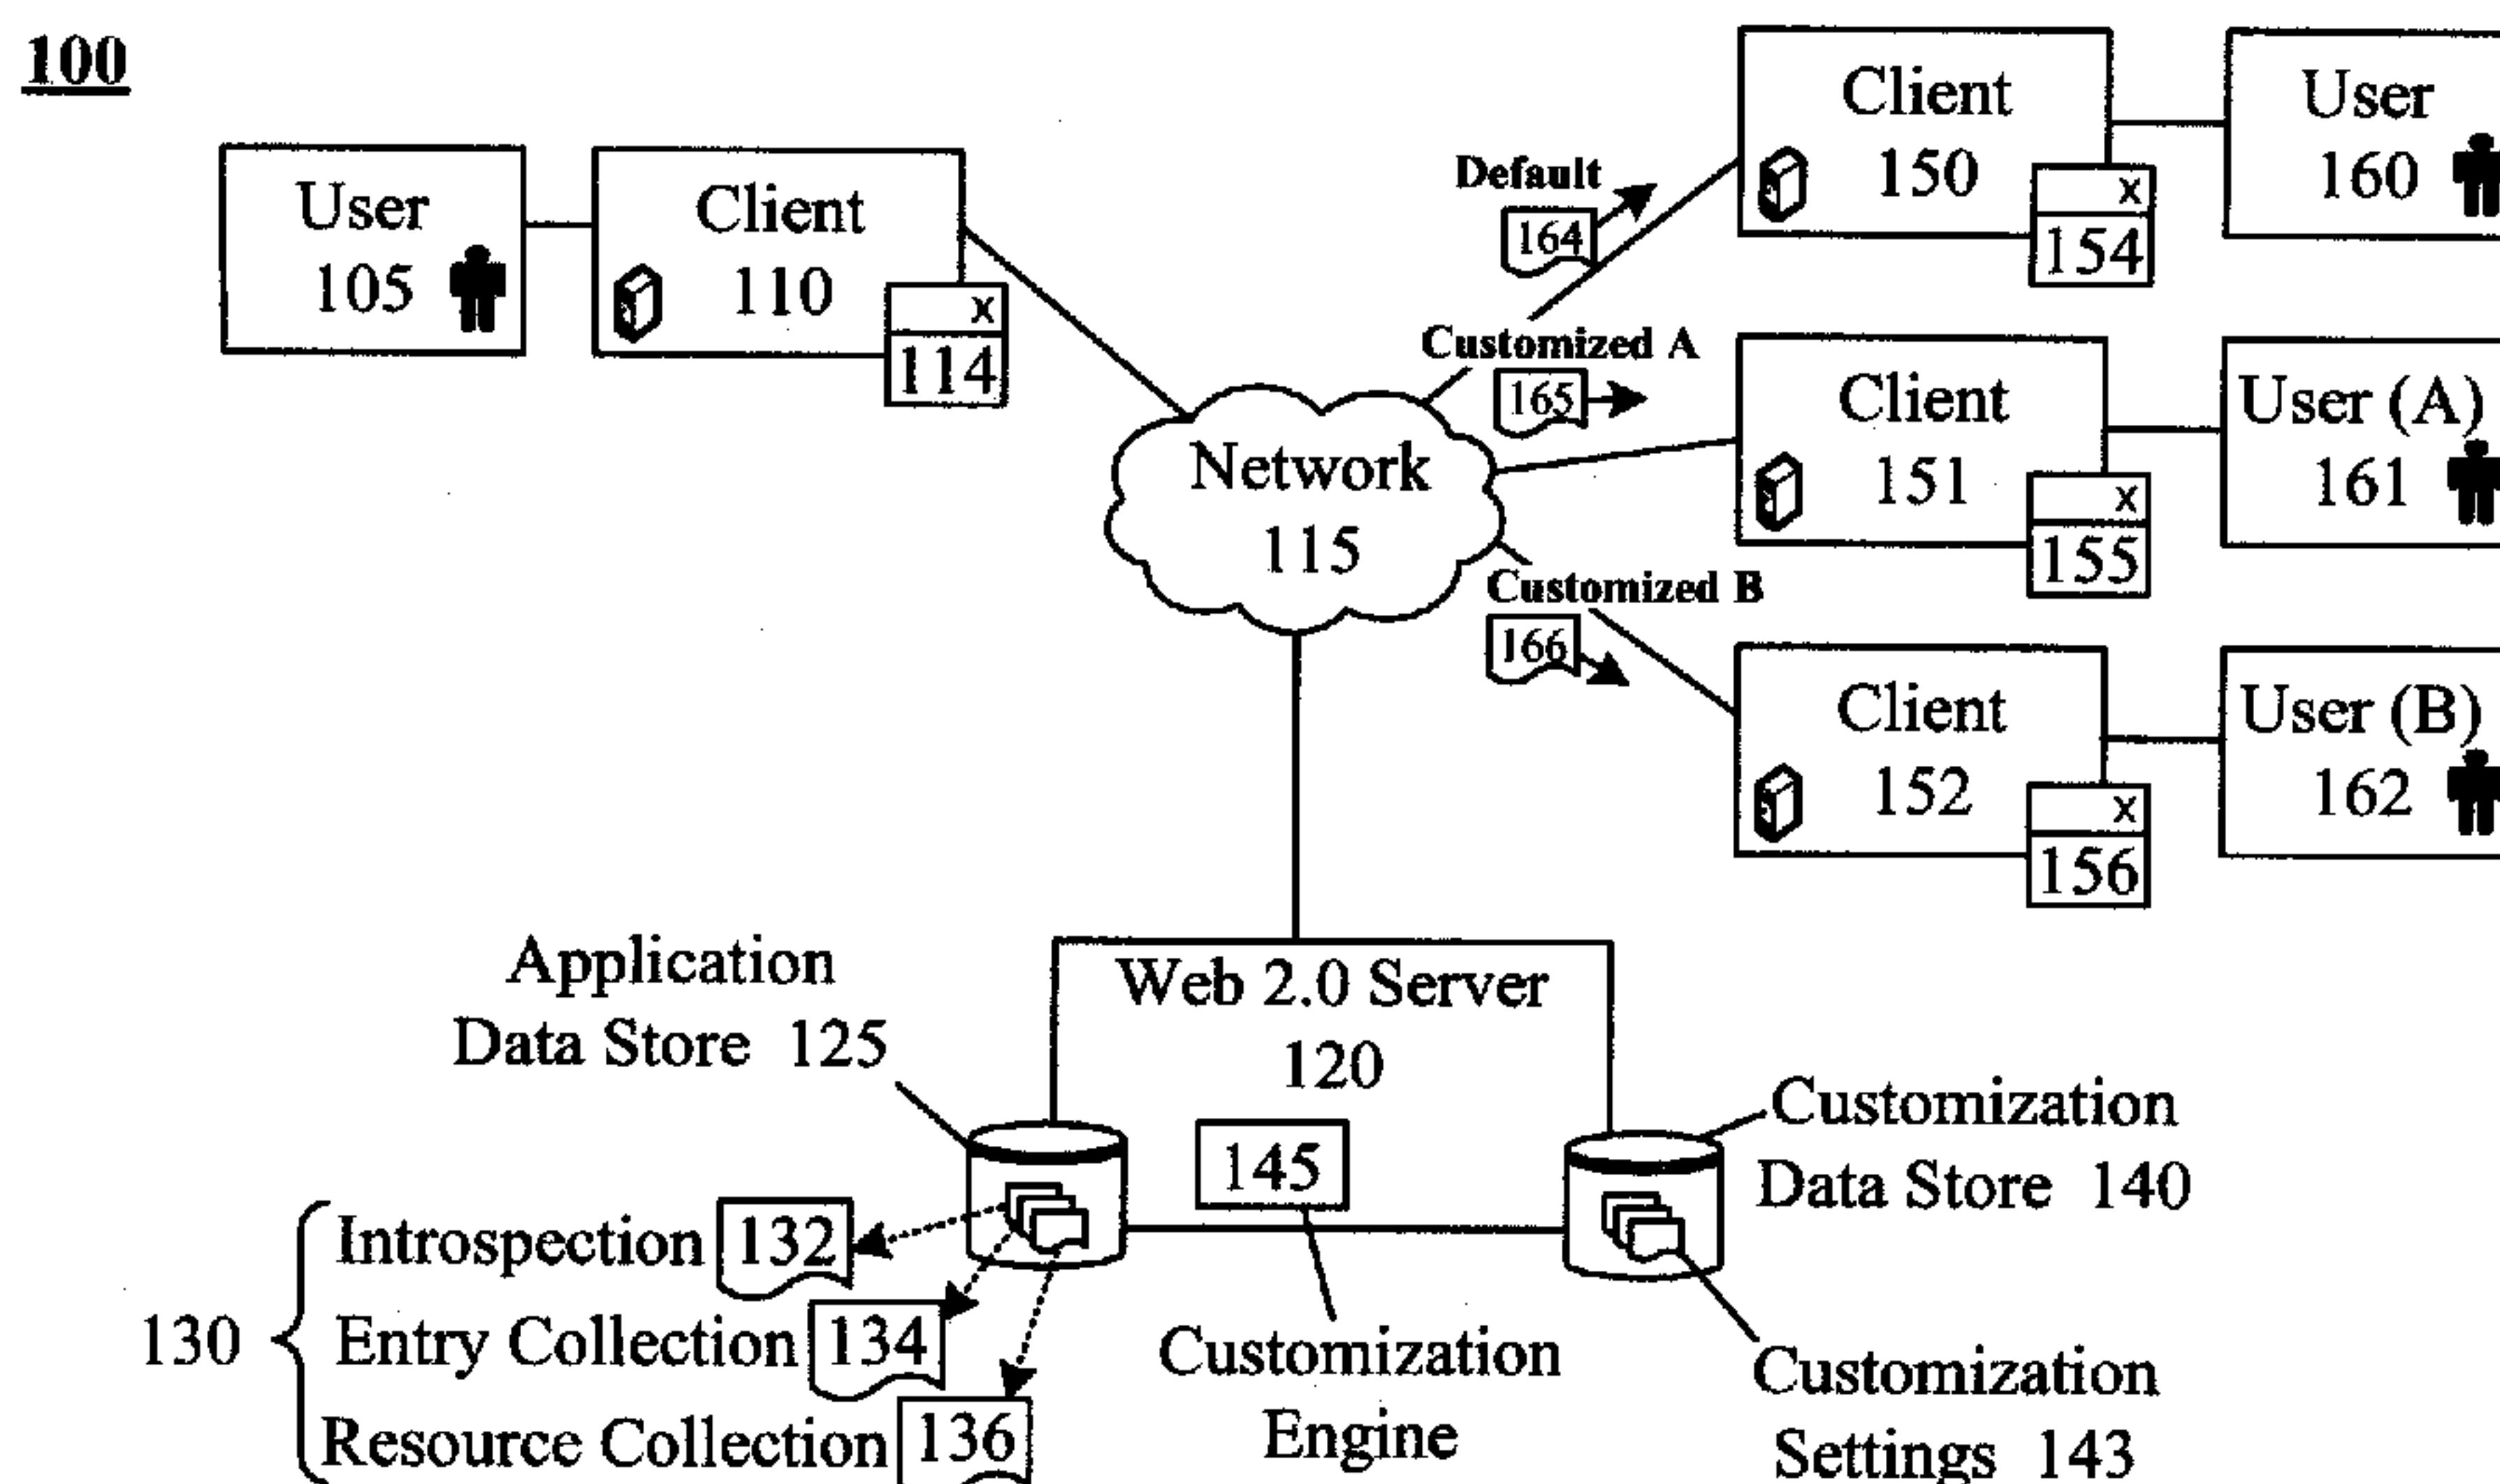 100
User
105
Client
110
x
114
Default
164
Client
150
x
154
User
160
Customized A
165
Client
151
x
155
User (A)
161
Network
115
Customized B
166
Client
152
x
156
User (B)
162
Application
Data Store 125
Web 2.0 Server
120
145
Customization
Data Store 140
130
Introspection 132
Entry Collection 134
Resource Collection 136
Customization
Engine
Customization
Settings 143